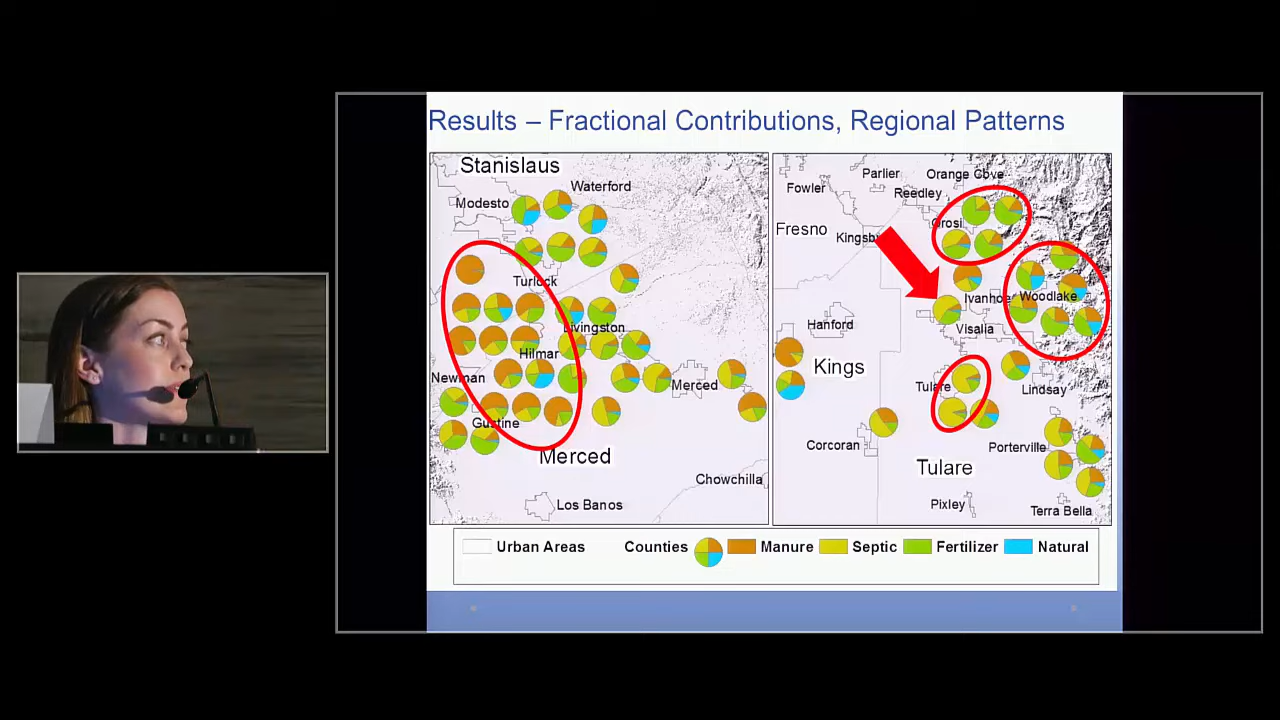 Results – Fractional Contributions, Regional Patterns
Stanislaus
Waterford
Modesto
Turlock
Livingston
Hilmar
Newman
Merced
Gustine
Merced
Chowchilla
Los Banos
Parlier
Orange Cove
Fowler
Reedley
Orosi
Fresno
Kingsb
Ivanhoe
Woodlake
Hanford
Visalia
Kings
Tulare
Lindsay
Corcoran
Porterville
Tulare
Pixley
Terra Bella
Urban Areas
Counties
Manure
Septic
Fertilizer
Natural